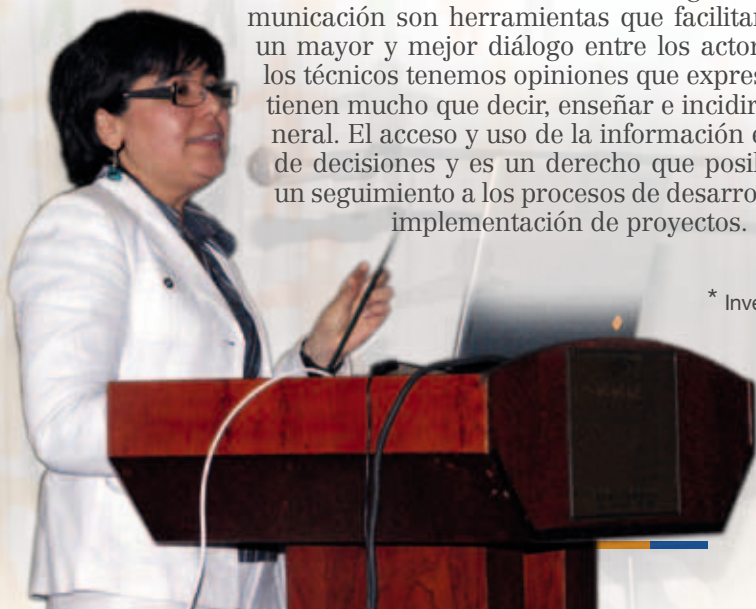 municación son herramientas que facilitar
un mayor y mejor diálogo entre los actor
los técnicos tenemos opiniones que expres
tienen mucho que decir, enseñar e incidir
neral. El acceso y uso de la información e
de decisiones y es un derecho que posil
un seguimiento a los procesos de desarro
implementación de proyectos.
* Inve